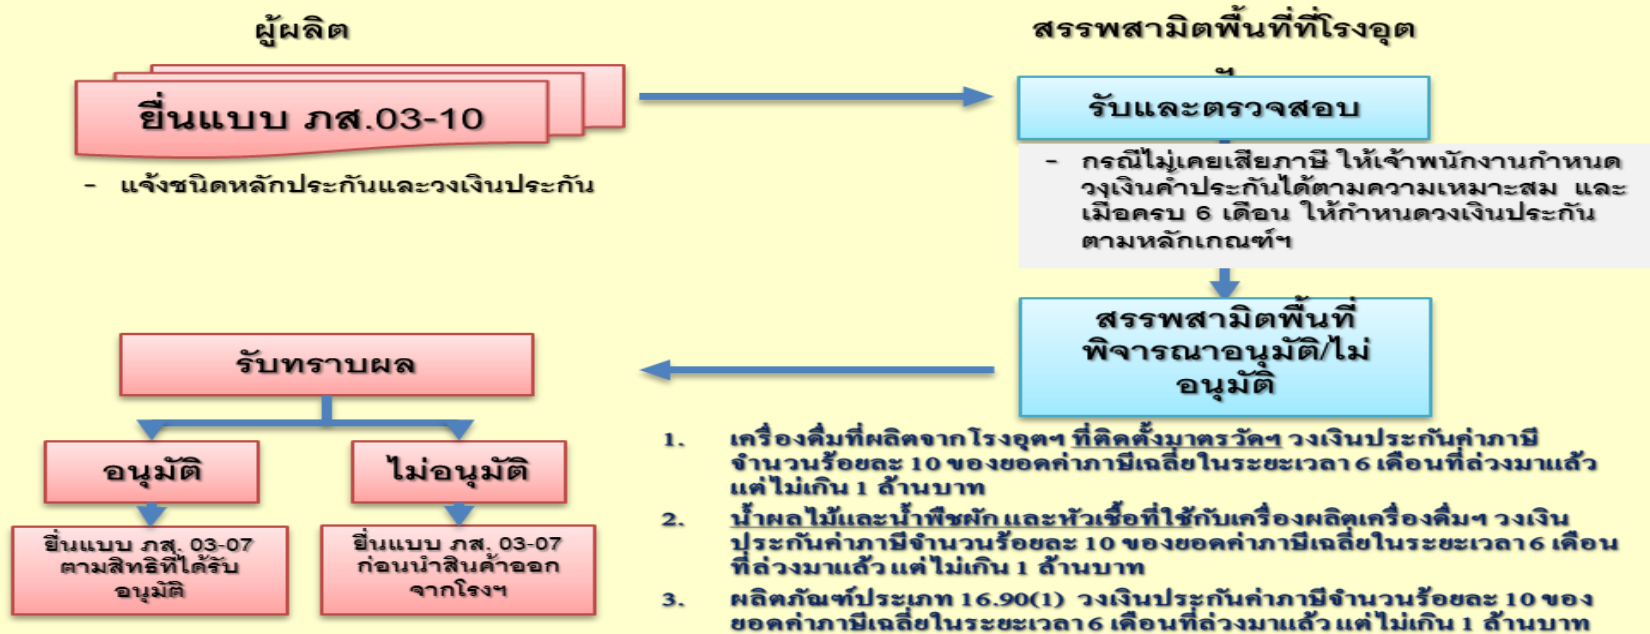 ผู้ผลิต
สรรพสามิตพื้นที่ที่โรงอุต
ยื่นแบบ ภส.03-10
รับและตรวจสอบ
- แจ้งชนิดหลักประกันและวงเงินประกัน
- กรณีไม่เคยเสียภาษี ให้เจ้าพนักงานกำหนด
วงเงินค้ำประกันได้ตามความเหมาะสม และ
เมื่อครบ 6 เดือน ให้กำหนดวงเงินประกัน
ตามหลักเกณฑ์ฯ
สรรพสามิตพื้นที่
พิจารณาอนุมัติ/ไม่
อนุมัติ
รับทราบผล
อนุมัติ
ไม่อนุมัติ
ยื่นแบบ ภส. 03-07
ตามสิทธิที่ได้รับ
อนุมัติ
ยื่นแบบ ภส. 03-07
ก่อนนำสินค้าออก
จากโรงฯ
1. เครื่องดื่มที่ผลิตจากโรงอุตฯ ที่ติดตั้งมาตรวัดฯ วงเงินประกันค่าภาษี
จำนวนร้อยละ 10 ของยอดค่าภาษีเฉลี่ยในระยะเวลา 6 เดือนที่ล่วงมาแล้ว
แต่ไม่เกิน 1 ล้านบาท
2. น้ำผลไม้และน้ำพืชผัก และหัวเชื้อที่ใช้กับเครื่องผลิตเครื่องดื่มฯ วงเงิน
ประกันค่าภาษีจำนวนร้อยละ 10 ของยอดค่าภาษีเฉลี่ยในระยะเวลา 6 เดือน
ที่ล่วงมาแล้ว แต่ไม่เกิน 1 ล้านบาท
3. ผลิตภัณฑ์ประเภท 16.90(1) วงเงินประกันค่าภาษีจำนวนร้อยละ 10 ของ
ยอดค่าภาษีเฉลี่ยในระยะเวลา 6 เดือนที่ล่วงมาแล้ว แต่ไม่เกิน 1 ล้านบาท